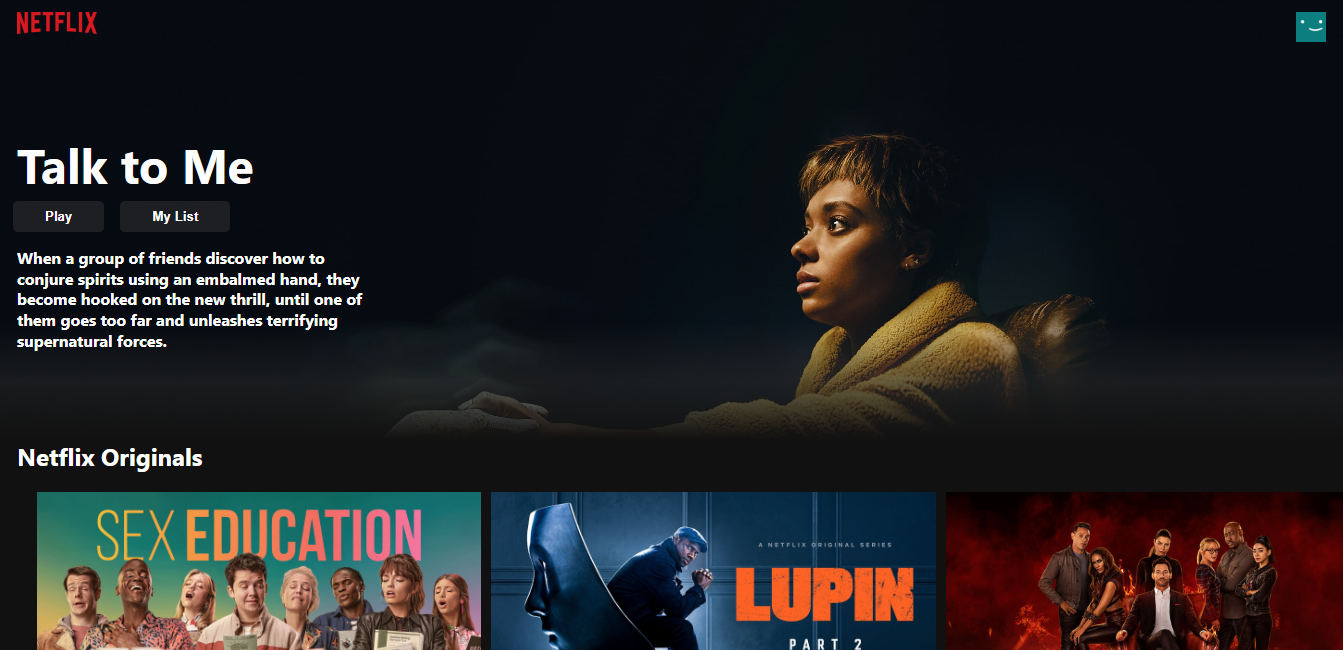 NETFLIX
Talk to Me
Play
My List
When a group of friends discover how to
conjure spirits using an embalmed hand, they
become hooked on the new thrill, until one of
them goes too far and unleashes terrifying
supernatural forces.
Netflix Originals
SEX EDUCATION
A NETFLIX ORIGINAL SERIES
LUPIN
PART 2